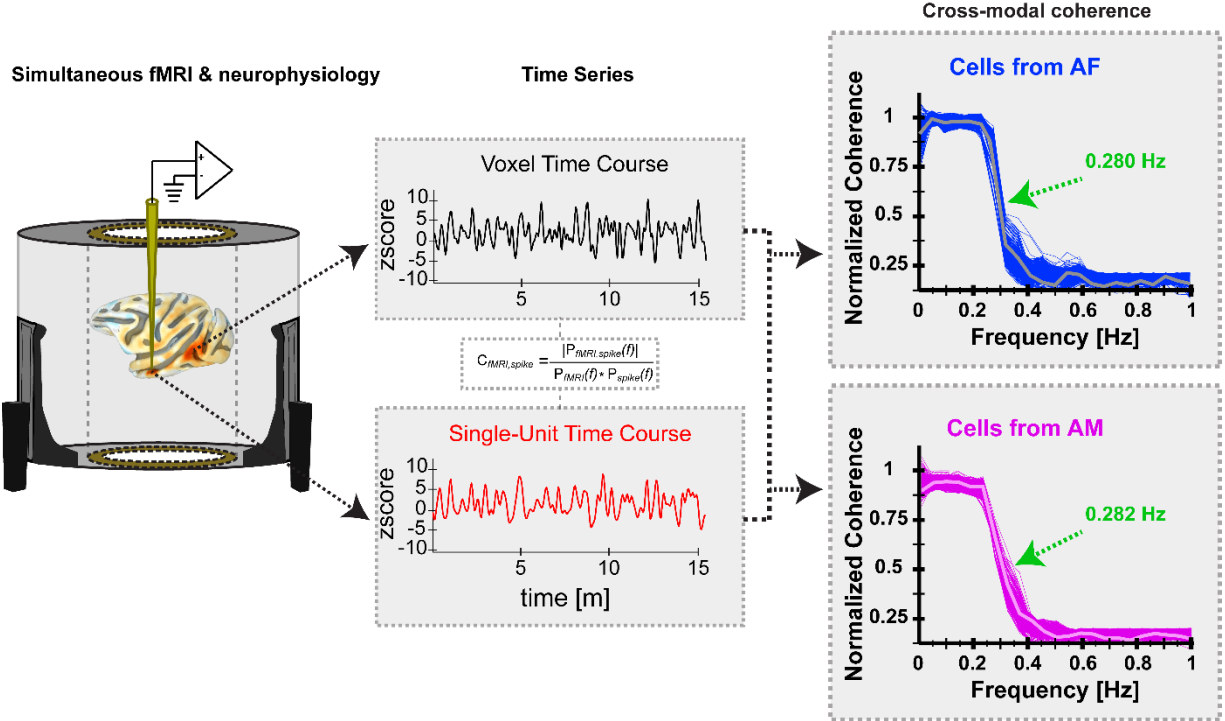 Cross-modal coherence
Simultaneous fMRI & neurophysiology
Time Series
+
-
Voxel Time Course
zscore
10
5
0
-5
-10
5
10
15
C fMRI,spike = |P fMRI,spike (f)| / P fMRI (f) * P spike (f)
Single-Unit Time Course
zscore
10
5
0
-5
-10
5
10
15
time [m]
Cells from AF
Normalized Coherence
1
0.75
0.5
0.25
0.280 Hz
0 0.2 0.4 0.6 0.8 1
Frequency [Hz]
Cells from AM
Normalized Coherence
1
0.75
0.5
0.25
0.282 Hz
0 0.2 0.4 0.6 0.8 1
Frequency [Hz]